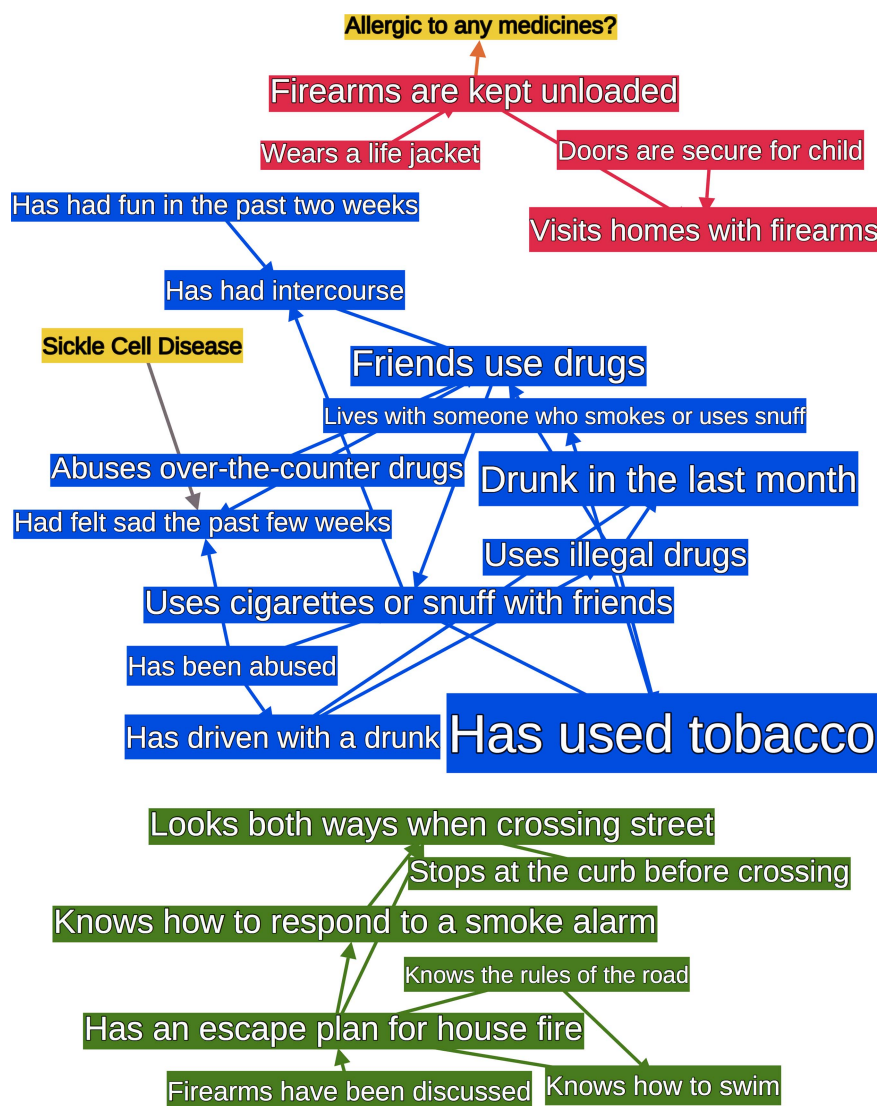 Allergic to any medicines?
Firearms are kept unloaded
Wears a life jacket
Doors are secure for child
Has had fun in the past two weeks
Visits homes with firearms
Has had intercourse
Sickle Cell Disease
Friends use drugs
Lives with someone who smokes or uses snuff
Abuses over-the-counter drugs
Drunk in the last month
Had felt sad the past few weeks
Uses illegal drugs
Uses cigarettes or snuff with friends
Has been abused
Has driven with a drunk
Has used tobacco
Looks both ways when crossing street
Stops at the curb before crossing
Knows how to respond to a smoke alarm
Knows the rules of the road
Has an escape plan for house fire
Firearms have been discussed
Knows how to swim